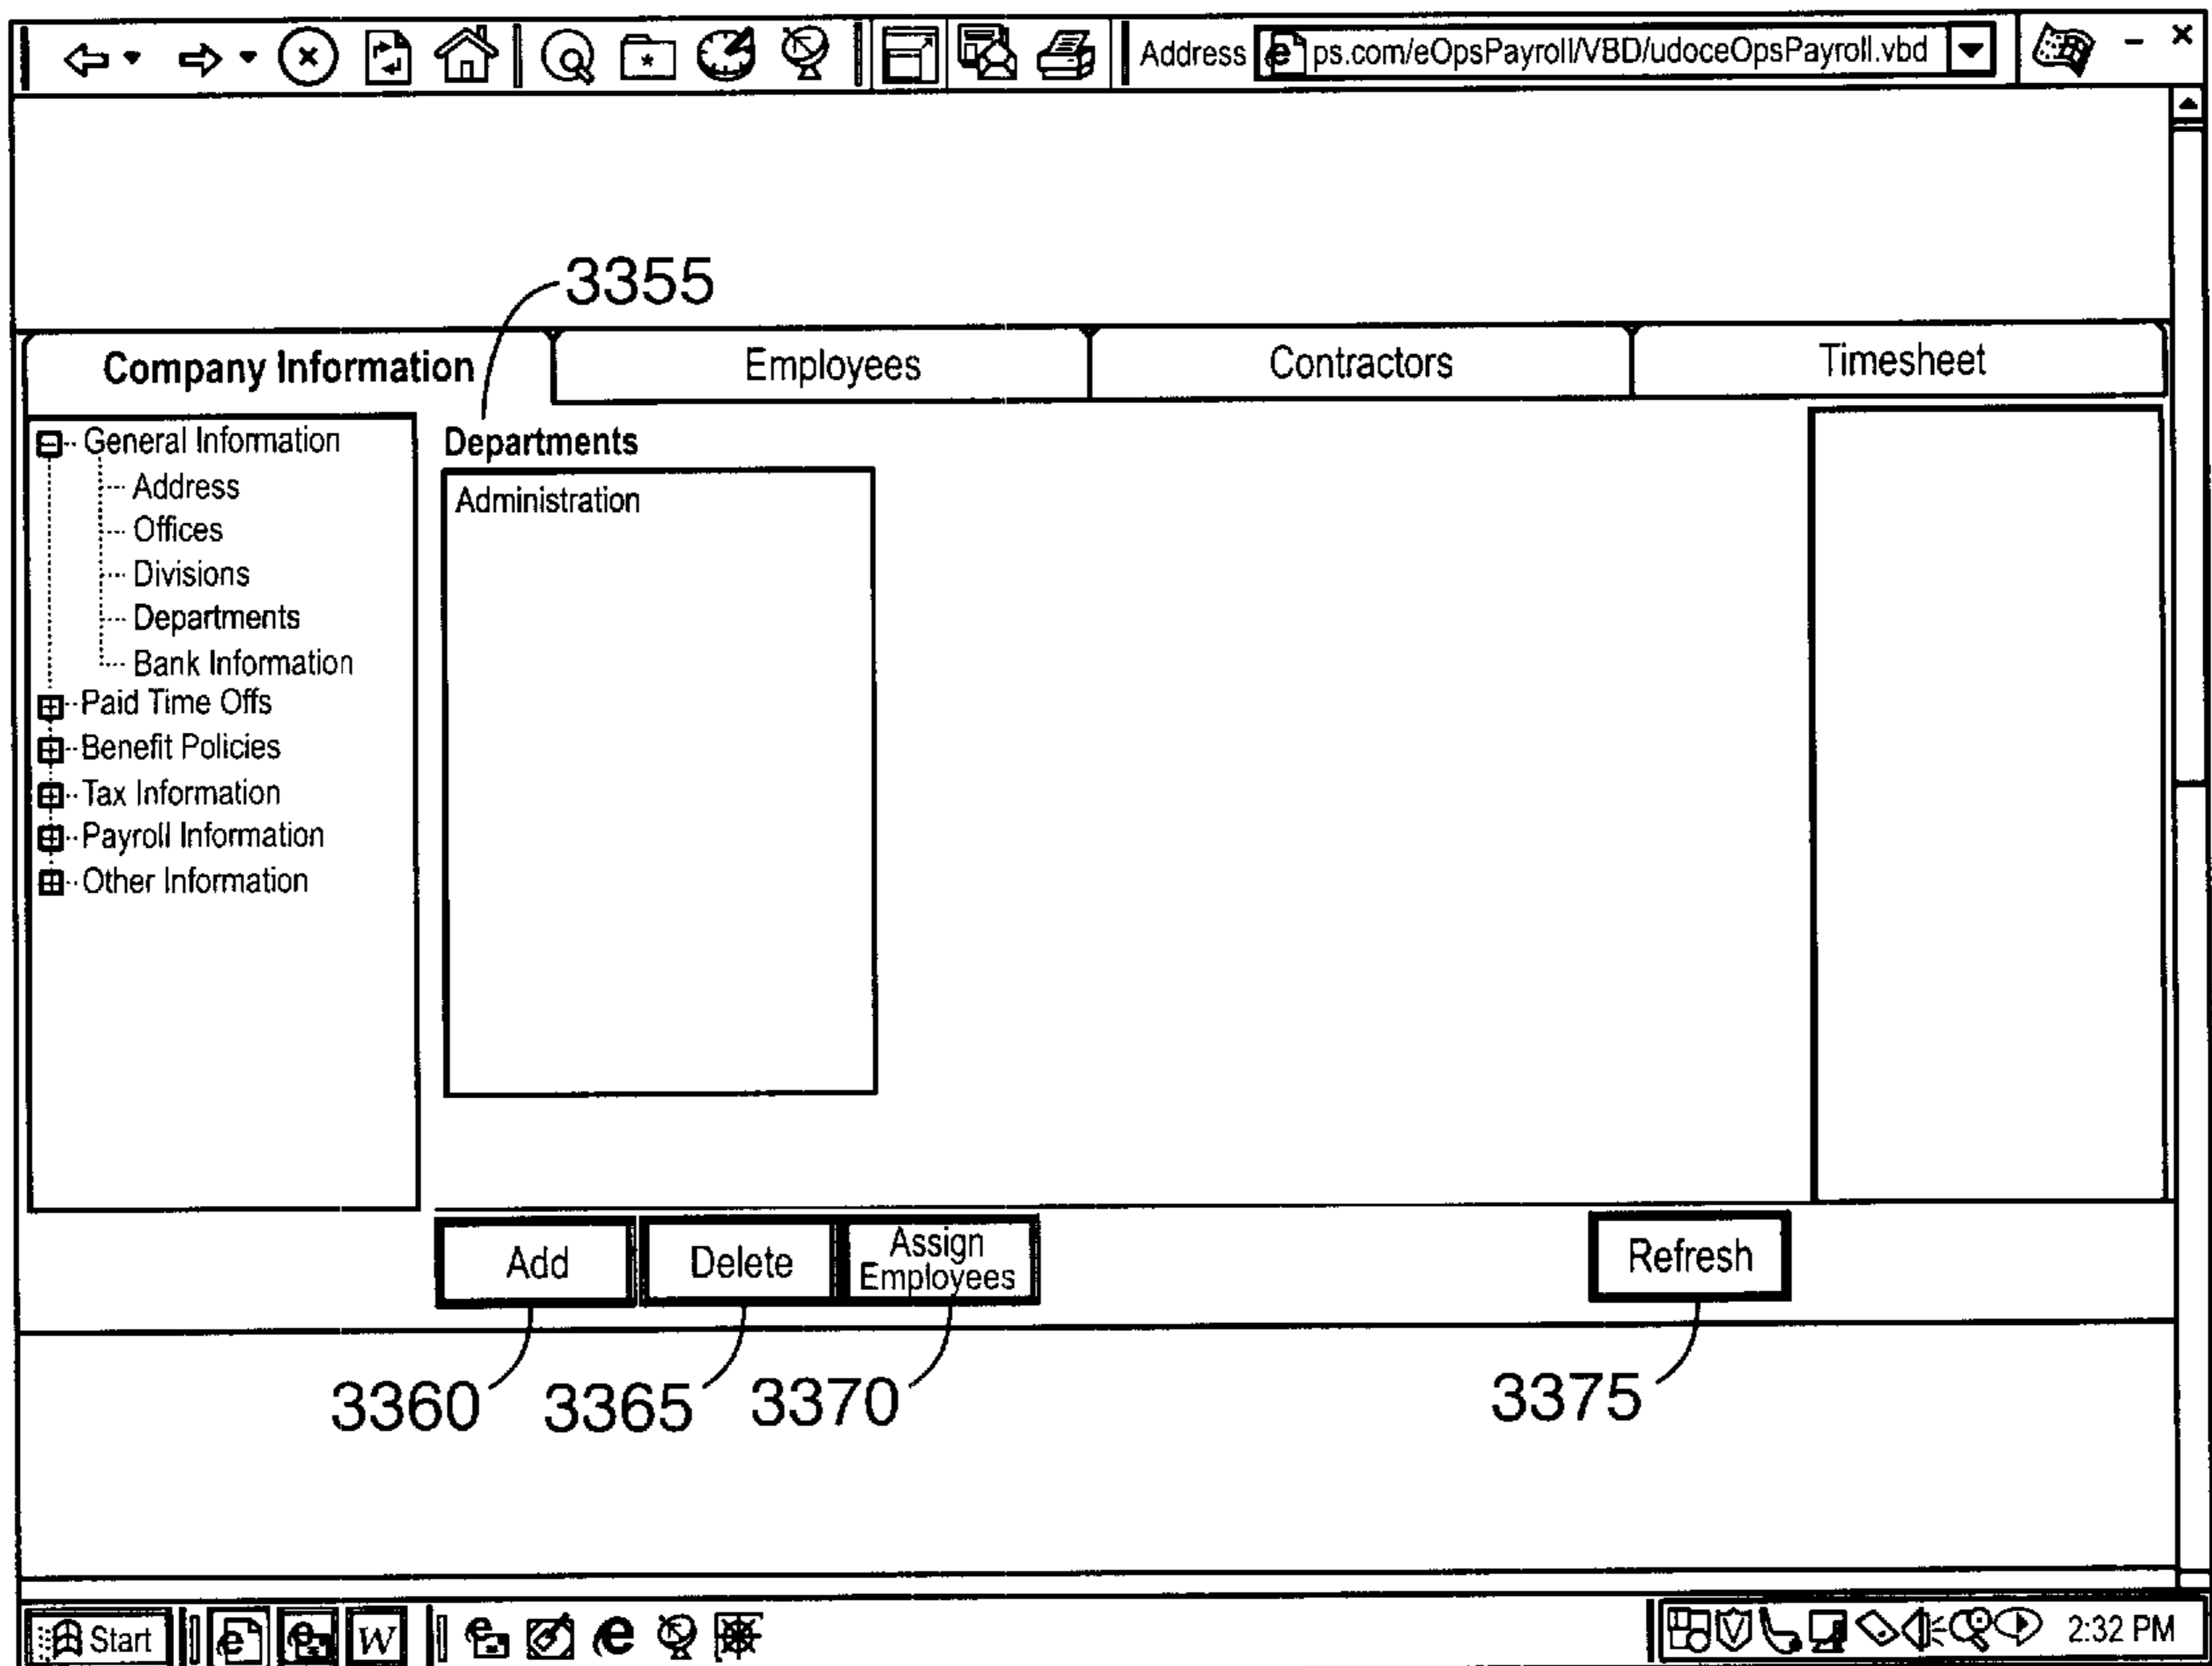 Address ps.com/eOpsPayroll/VBD/udoceOpsPayroll.vbd
3355
Company Information Employees Contractors Timesheet
General Information
Address
Offices
Divisions
Departments
Bank Information
Paid Time Offs
Benefit Policies
Tax Information
Payroll Information
Other Information
Departments
Administration
Add Delete Assign Employees Refresh
3360 3365 3370 3375
Start W 2:32 PM